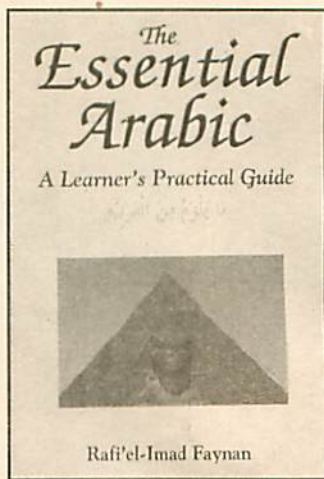 The
Essential
Arabic
A Learner's Practical Guide
Rafi'el-Imad Faynan